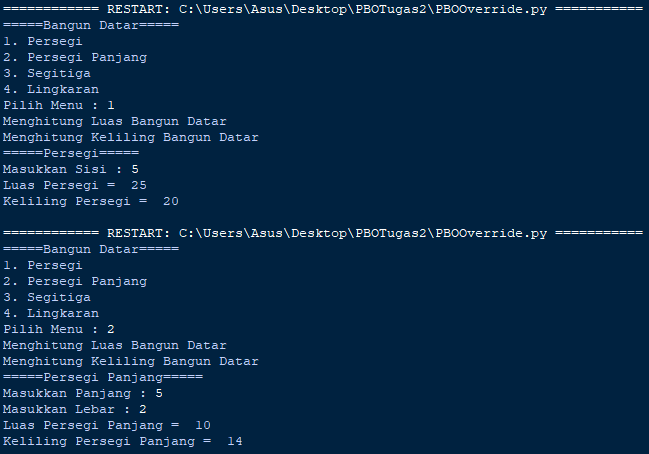 ============ RESTART: C:\Users\Asus\Desktop\PBOTugas2\PBOOverride.py ===========
=====Bangun Datar=====
1. Persegi
2. Persegi Panjang
3. Segitiga
4. Lingkaran
Pilih Menu : 1
Menghitung Luas Bangun Datar
Menghitung Keliling Bangun Datar
=====Persegi=====
Masukkan Sisi : 5
Luas Persegi =  25
Keliling Persegi =  20

============ RESTART: C:\Users\Asus\Desktop\PBOTugas2\PBOOverride.py ===========
=====Bangun Datar=====
1. Persegi
2. Persegi Panjang
3. Segitiga
4. Lingkaran
Pilih Menu : 2
Menghitung Luas Bangun Datar
Menghitung Keliling Bangun Datar
=====Persegi Panjang=====
Masukkan Panjang : 5
Masukkan Lebar : 2
Luas Persegi Panjang =  10
Keliling Persegi Panjang =  14